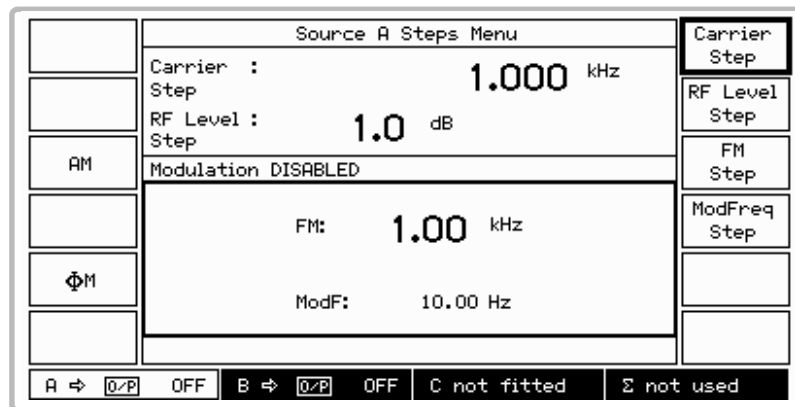 Source A Steps Menu
Carrier :
Step
1.000 kHz
RF Level :
Step
1.0 dB
Modulation DISABLED
FM: 1.00 kHz
ModF: 10.00 Hz
AM
ΦM
Carrier
Step
RF Level
Step
FM
Step
ModFreq
Step
A ⇨ O/P OFF
B ⇨ O/P OFF
C not fitted
Σ not used